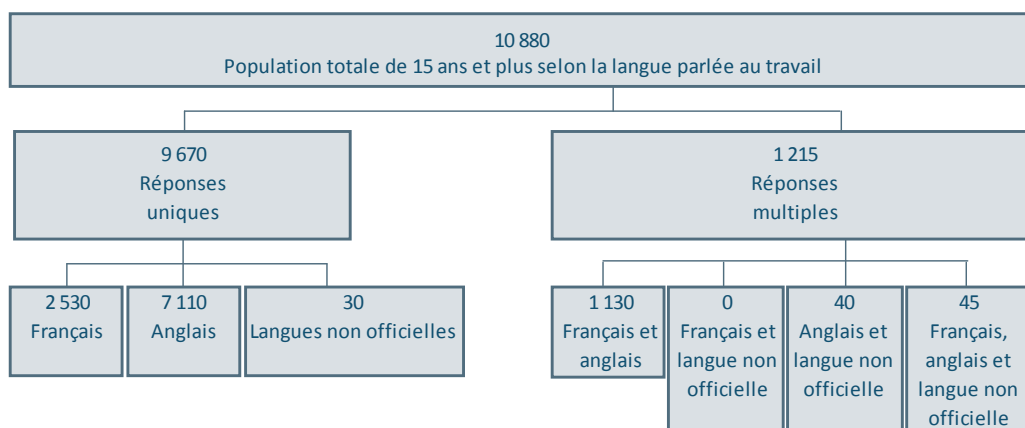 10 880
Population totale de 15 ans et plus selon la langue parlée au travail
9 670
Réponses
uniques
1 215
Réponses
multiples
2 530
Français
7 110
Anglais
30
Langues non officielles
1 130
Français et
anglais
0
Français et
langue non
officielle
40
Anglais et
langue non
officielle
45
Français,
anglais et
langue non
officielle